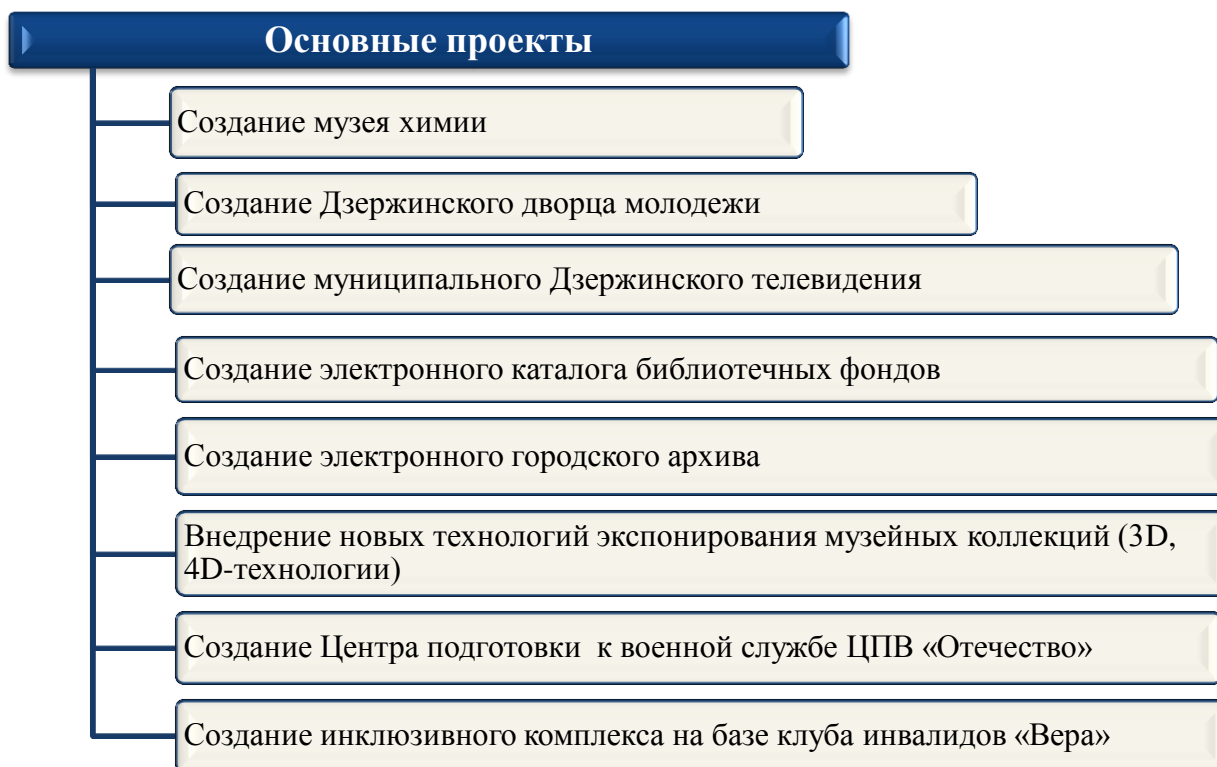 Основные проекты
Создание музея химии
Создание Дзержинского дворца молодежи
Создание муниципального Дзержинского телевидения
Создание электронного каталога библиотечных фондов
Создание электронного городского архива
Внедрение новых технологий экспонирования музейных коллекций (3D,
4D-технологии)
Создание Центра подготовки к военной службе ЦПВ «Отечество»
Создание инклюзивного комплекса на базе клуба инвалидов «Вера»